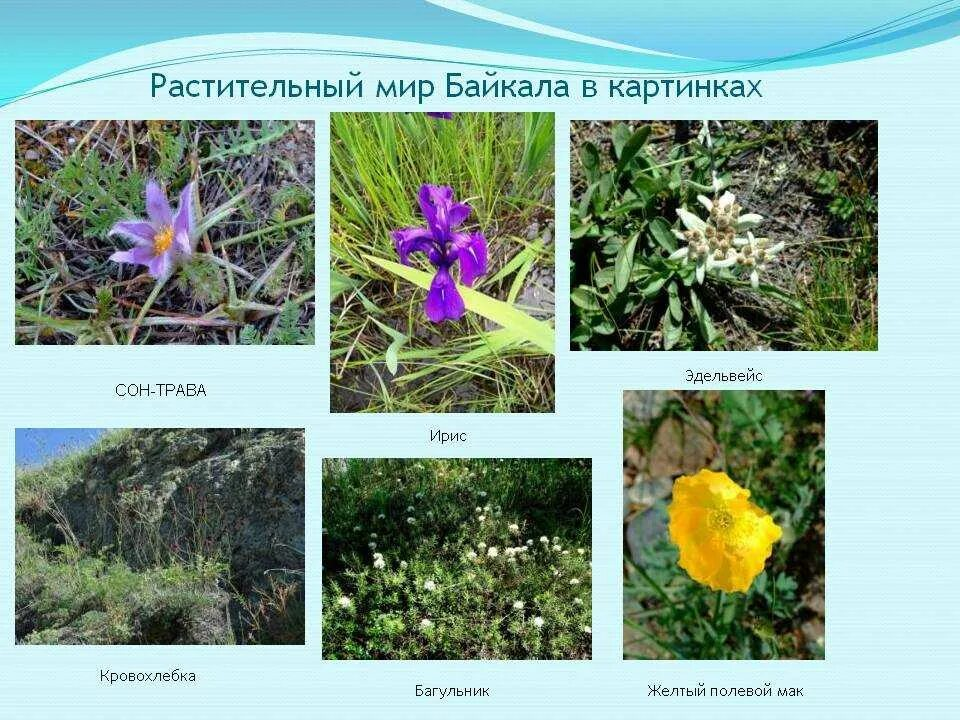 Растительный мир Байкала в картинках
СОН-ТРАВА
Ирис
Эдельвейс
Кровохлебка
Багульник
Желтый полевой мак